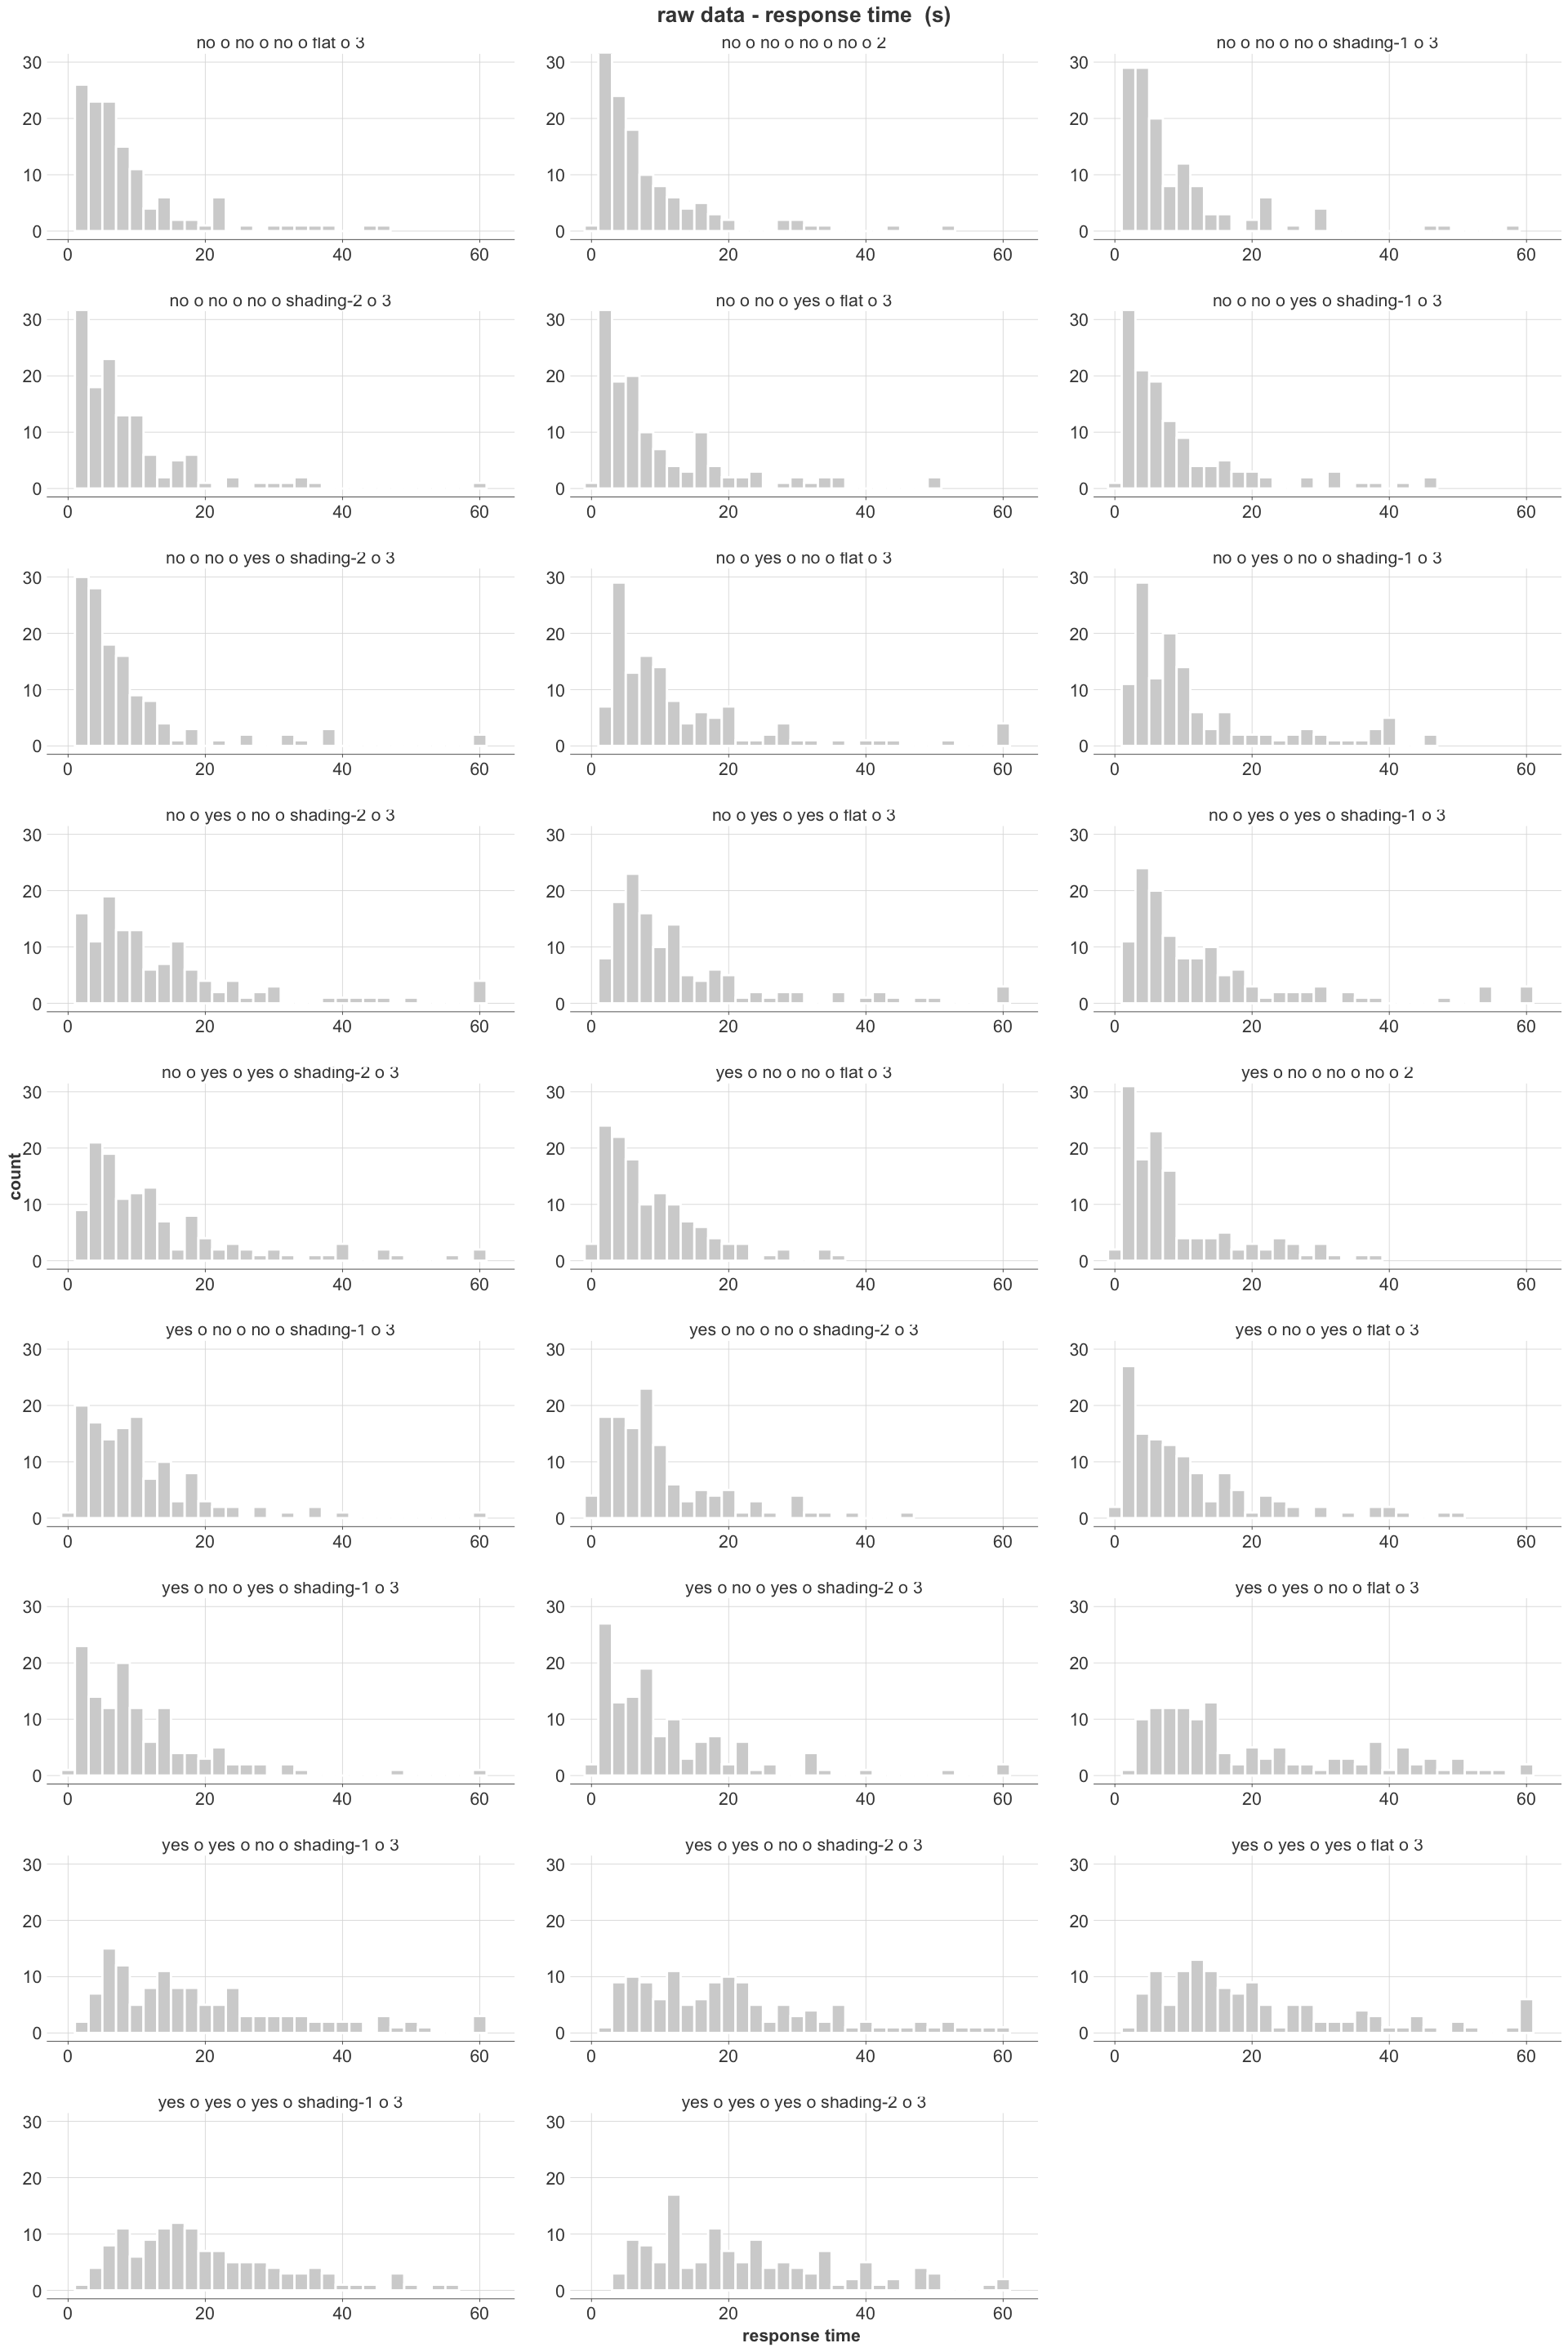 raw data - response time  (s)
no o no o no o flat o 3
30
20
10
0
0 20 40 60
no o no o no o no o 2
30
20
10
0
0 20 40 60
no o no o no o shading-1 o 3
30
20
10
0
0 20 40 60
no o no o no o shading-2 o 3
30
20
10
0
0 20 40 60
no o no o yes o flat o 3
30
20
10
0
0 20 40 60
no o no o yes o shading-1 o 3
30
20
10
0
0 20 40 60
no o no o yes o shading-2 o 3
30
20
10
0
0 20 40 60
no o yes o no o flat o 3
30
20
10
0
0 20 40 60
no o yes o no o shading-1 o 3
30
20
10
0
0 20 40 60
no o yes o no o shading-2 o 3
30
20
10
0
0 20 40 60
no o yes o yes o flat o 3
30
20
10
0
0 20 40 60
no o yes o yes o shading-1 o 3
30
20
10
0
0 20 40 60
count
no o yes o yes o shading-2 o 3
30
20
10
0
0 20 40 60
yes o no o no o flat o 3
30
20
10
0
0 20 40 60
yes o no o no o no o 2
30
20
10
0
0 20 40 60
yes o no o no o shading-1 o 3
30
20
10
0
0 20 40 60
yes o no o no o shading-2 o 3
30
20
10
0
0 20 40 60
yes o no o yes o flat o 3
30
20
10
0
0 20 40 60
yes o no o yes o shading-1 o 3
30
20
10
0
0 20 40 60
yes o no o yes o shading-2 o 3
30
20
10
0
0 20 40 60
yes o yes o no o flat o 3
30
20
10
0
0 20 40 60
yes o yes o no o shading-1 o 3
30
20
10
0
0 20 40 60
yes o yes o no o shading-2 o 3
30
20
10
0
0 20 40 60
yes o yes o yes o flat o 3
30
20
10
0
0 20 40 60
yes o yes o yes o shading-1 o 3
30
20
10
0
0 20 40 60
yes o yes o yes o shading-2 o 3
30
20
10
0
0 20 40 60
response time